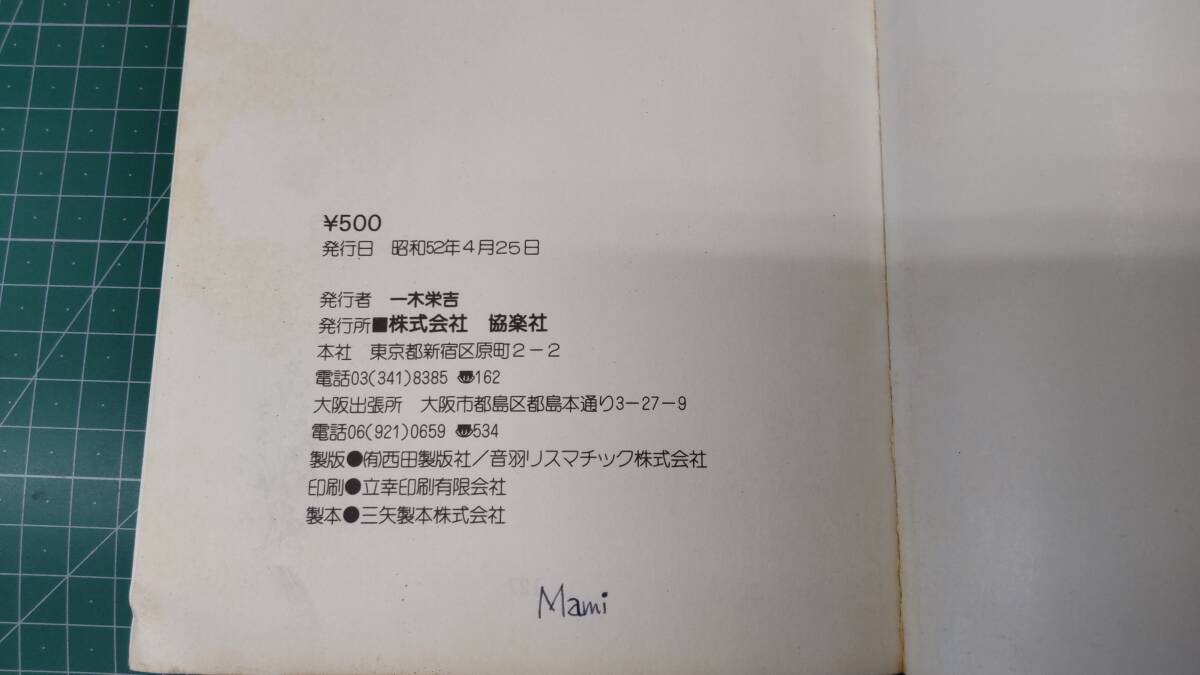 ¥500
発行日 昭和52年4月25日
発行者 一木栄吉
発行所■株式会社 協楽社
本社 東京都新宿区原町2-2
電話03(341)8385 〠162
大阪出張所 大阪市都島区都島本通り3-27-9
電話06(921)0659 〠534
製版●(有)西田製版社/音羽リスマチック株式会社
印刷●立幸印刷有限会社
製本●三矢製本株式会社
Mami